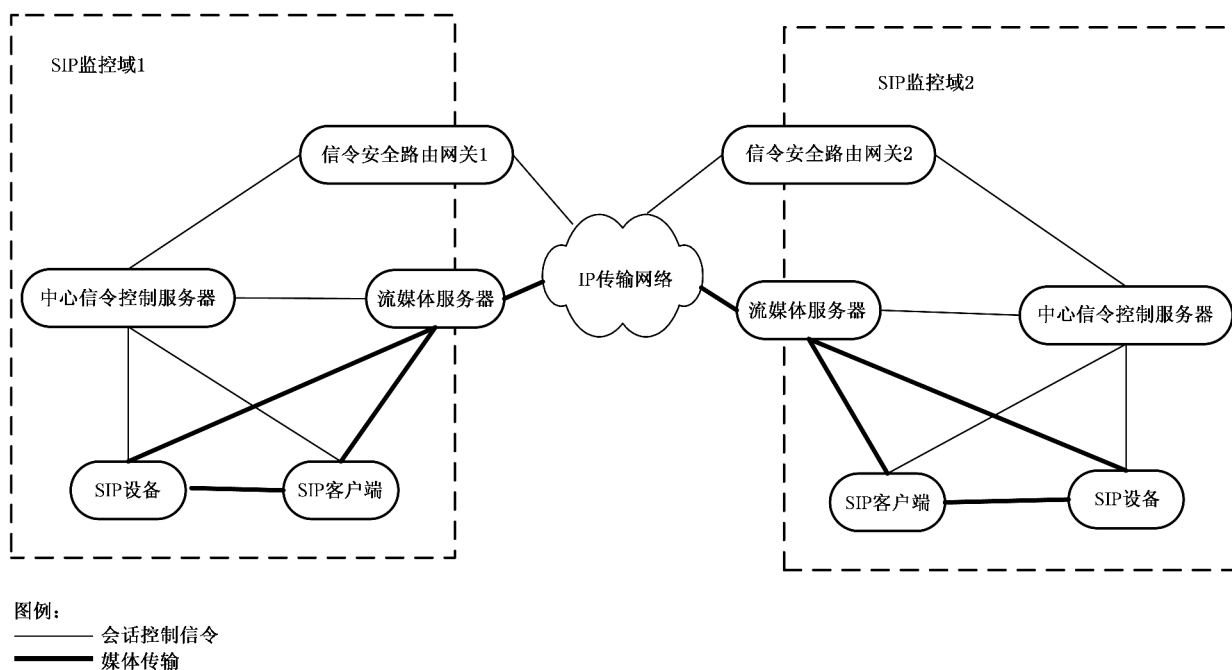 SIP监控域1
SIP监控域2
信令安全路由网关1
信令安全路由网关2
IP传输网络
中心信令控制服务器
流媒体服务器
流媒体服务器
中心信令控制服务器
SIP设备
SIP客户端
SIP客户端
SIP设备
图例：
会话控制信令
媒体传输